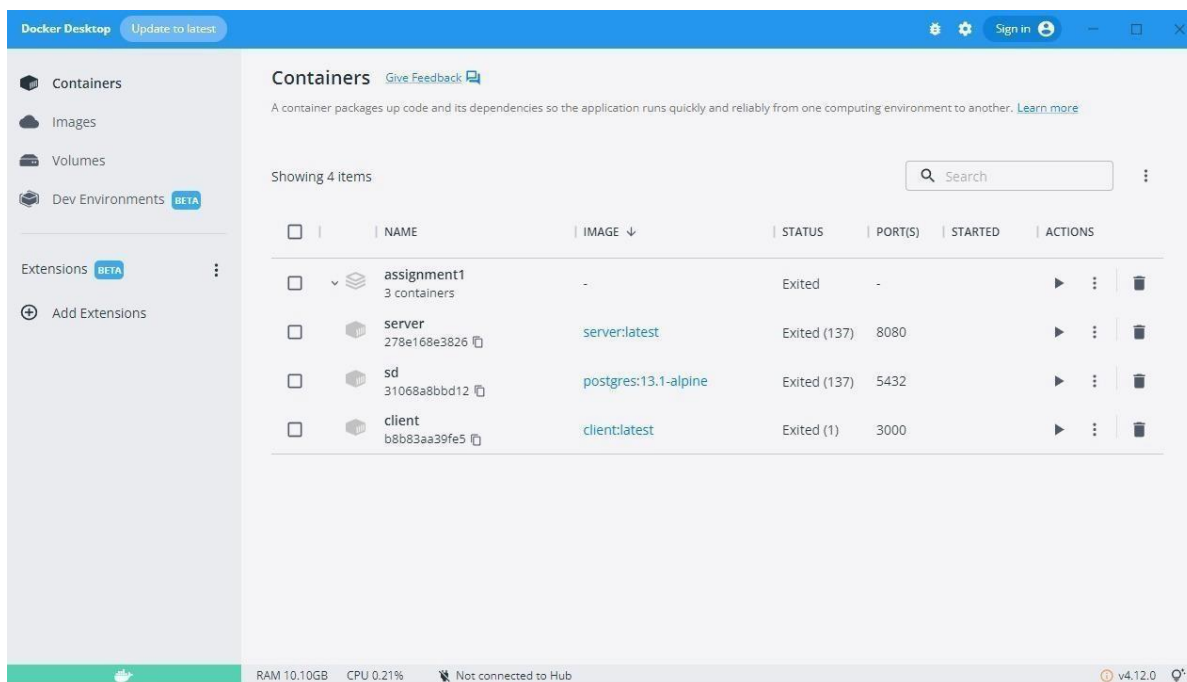 Docker Desktop Update to latest Sign in
Containers
Images
Volumes
Dev Environments BETA
Extensions BETA
Add Extensions
Containers Give Feedback
A container packages up code and its dependencies so the application runs quickly and reliably from one computing environment to another. Learn more
Showing 4 items Search
NAME IMAGE STATUS PORT(S) STARTED ACTIONS
assignment1 - Exited -
3 containers
server server:latest Exited (137) 8080
278e168e3826
sd postgres:13.1-alpine Exited (137) 5432
31068a8bbd12
client client:latest Exited (1) 3000
b8b83aa39fe5
RAM 10.10GB CPU 0.21% Not connected to Hub v4.12.0